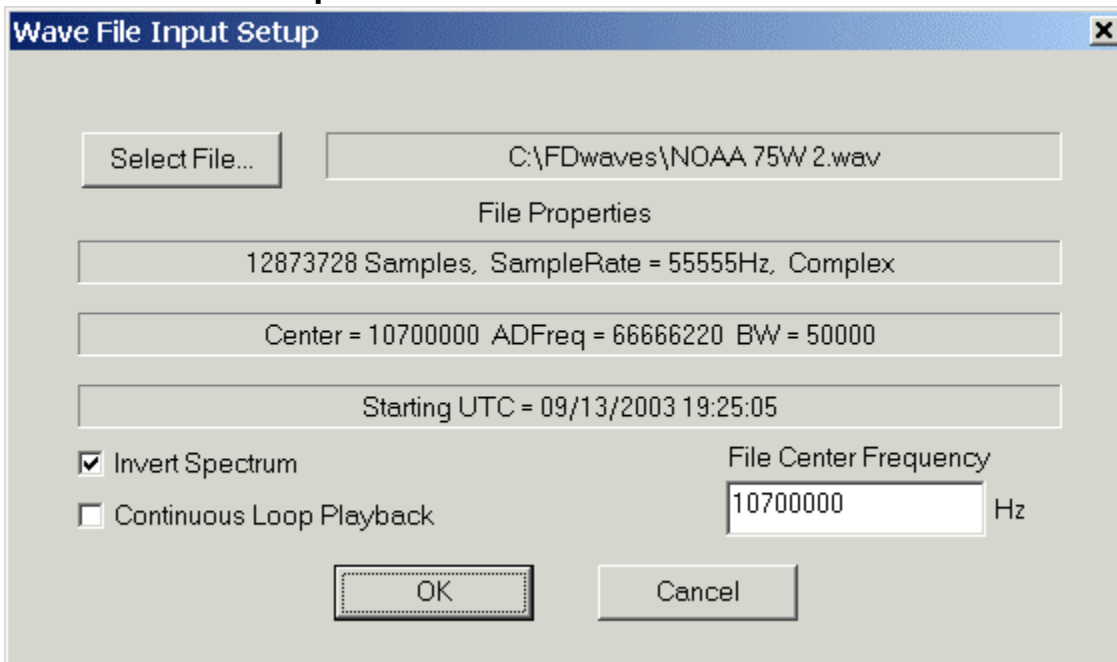 Wave File Input Setup
Select File...
C:\FDwaves\NOAA 75W 2.wav
File Properties
12873728 Samples, SampleRate = 55555Hz, Complex
Center = 10700000 ADFreq = 66666220 BW = 50000
Starting UTC = 09/13/2003 19:25:05
Invert Spectrum
File Center Frequency
Continuous Loop Playback
10700000 Hz
OK
Cancel